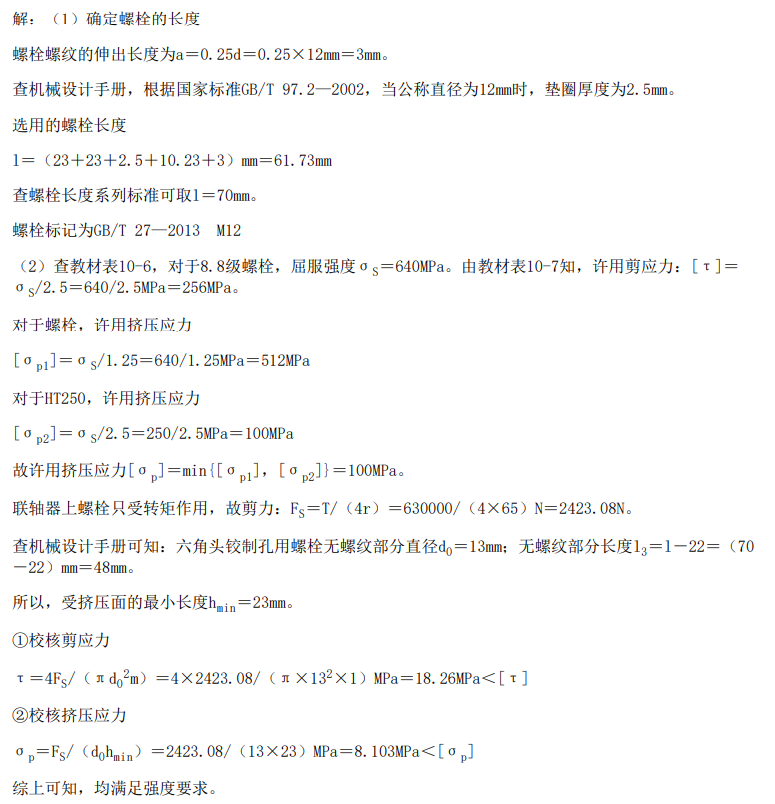 解：（1）确定螺栓的长度
螺栓螺纹的伸出长度为a＝0.25d＝0.25×12mm＝3mm。
查机械设计手册，根据国家标准GB/T 97.2—2002，当公称直径为12mm时，垫圈厚度为2.5mm。
选用的螺栓长度
l＝（23＋23＋2.5＋10.23＋3）mm＝61.73mm
查螺栓长度系列标准可取l＝70mm。
螺栓标记为GB/T 27—2013  M12
（2）查教材表10-6，对于8.8级螺栓，屈服强度σS＝640MPa。由教材表10-7知，许用剪应力：[τ]＝
σS/2.5＝640/2.5MPa＝256MPa。
对于螺栓，许用挤压应力
[σp1]＝σS/1.25＝640/1.25MPa＝512MPa
对于HT250，许用挤压应力
[σp2]＝σS/2.5＝250/2.5MPa＝100MPa
故许用挤压应力[σp]＝min{[σp1]，[σp2]}＝100MPa。
联轴器上螺栓只受转矩作用，故剪力：FS＝T/（4r）＝630000/（4×65）N＝2423.08N。
查机械设计手册可知：六角头铰制孔用螺栓无螺纹部分直径d0＝13mm；无螺纹部分长度l3＝l－22＝（70
－22）mm＝48mm。
所以，受挤压面的最小长度hmin＝23mm。
①校核剪应力
τ＝4FS/（πd0²m）＝4×2423.08/（π×13²×1）MPa＝18.26MPa＜[τ]
②校核挤压应力
σp＝FS/（d0hmin）＝2423.08/（13×23）MPa＝8.103MPa＜[σp]
综上可知，均满足强度要求。